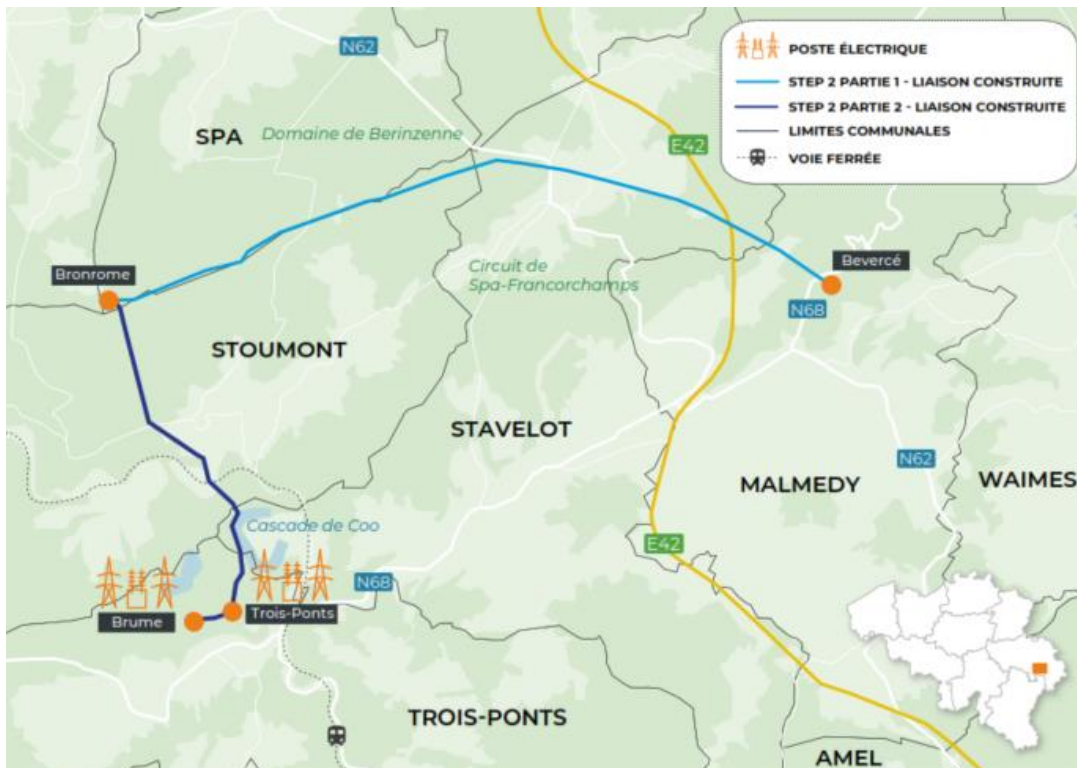 N62
POSTE ÉLECTRIQUE
STEP 2 PARTIE 1 - LIAISON CONSTRUITE
STEP 2 PARTIE 2 - LIAISON CONSTRUITE
LIMITES COMMUNALES
VOIE FERRÉE
SPA
Domaine de Berinzenne
E42
Bronrome
Circuit de
Spa-Francorchamps
Bevercé
N68
STOUMONT
STAVELOT
N62
MALMEDY
WAIMES
Cascade de Coo
E42
N68
Brume
Trois-Ponts
TROIS-PONTS
AMEL